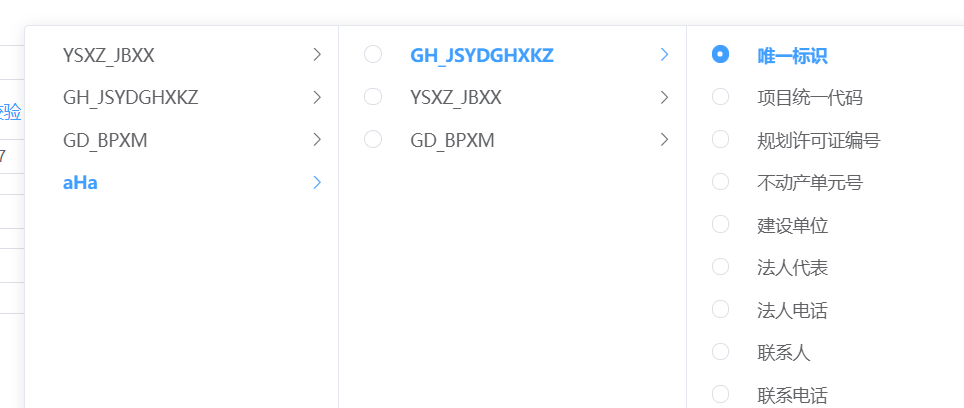 YSXZ_JBXX
GH_JSYDGHXKZ
GD_BPXM
aHa
GH_JSYDGHXKZ
YSXZ_JBXX
GD_BPXM
唯一标识
项目统一代码
规划许可证编号
不动产单元号
建设单位
法人代表
法人电话
联系人
联系电话
验
7